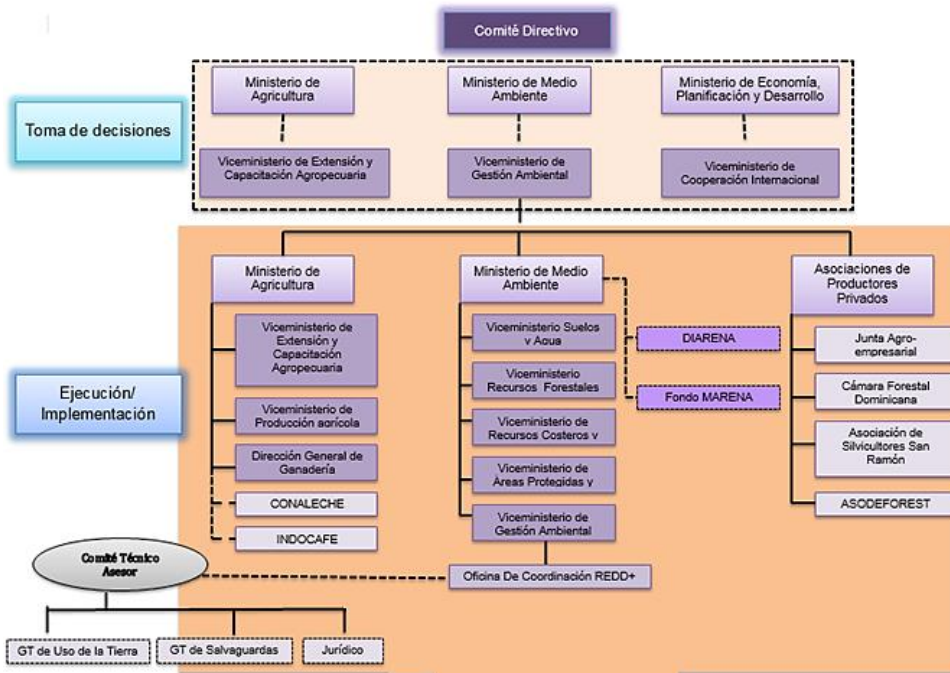 Comité Directivo
Ministerio de
Agricultura
Ministerio de Medio
Ambiente
Ministerio de Economía,
Planificación y Desarrollo
Toma de decisiones
Viceministerio de Extensión y
Capacitación Agropecuaria
Viceministerio de
Gestión Ambiental
Viceministerio de
Cooperación Internacional
Ministerio de
Agricultura
Ministerio de Medio
Ambiente
Asociaciones de
Productores
Privados
Ejecución/
Implementación
Viceministerio de
Extensión y
Capacitación
Agropecuaria
Viceministerio de
Producción agrícola
Dirección General de
Ganadería
CONALECHE
INDOCAFE
Viceministerio Suelos
y Agua
Viceministerio
Recursos Forestales
Viceministerio de
Recursos Costeros y
Viceministerio de
Áreas Protegidas y
Viceministerio de
Gestión Ambiental
Oficina De Coordinación REDD+
DIARENA
Fondo MARENA
Junta Agro-
empresarial
Cámara Forestal
Dominicana
Asociación de
Silvicultores San
Ramón
ASODEFOREST
Comité Técnico
Asesor
GT de Uso de la Tierra
GT de Salvaguardas
Jurídico